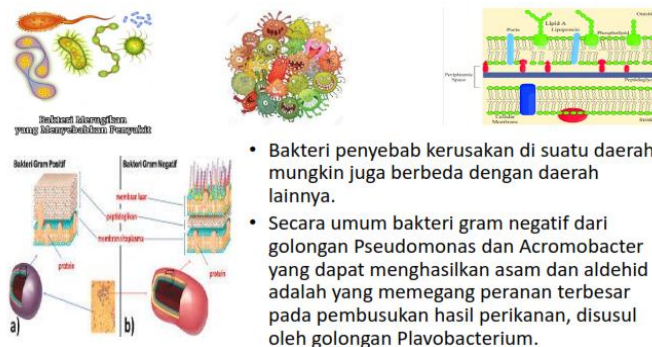 Bakteri Merugikan
yang Menyebabkan Penyakit
Lipid A
Porin
Lipoprotein
Phospholipid
Periplasmic
Space
Cellular
Membrane
Bakteri Gram Positif
Bakteri Gram Negatif
membran luar
peptidoglikan
membran sitoplasma
protein
protein
a)
b)
• Bakteri penyebab kerusakan di suatu daerah
mungkin juga berbeda dengan daerah
lainnya.
• Secara umum bakteri gram negatif dari
golongan Pseudomonas dan Acromobacter
yang dapat menghasilkan asam dan aldehid
adalah yang memegang peranan terbesar
pada pembusukan hasil perikanan, disusul
oleh golongan Plavobacterium.